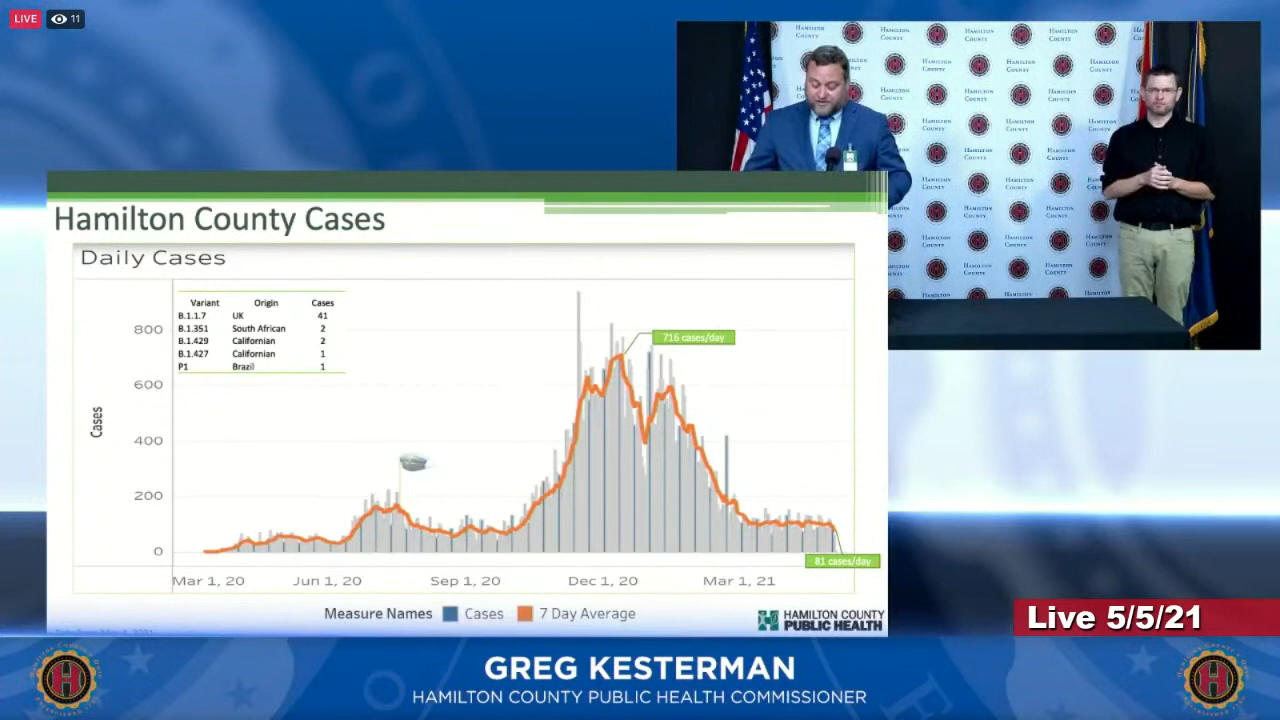 LIVE 11
Hamilton County Cases
Daily Cases
Variant Origin Cases
B.1.1.7 UK 41
B.1.351 South African 2
B.1.429 Californian 2
B.1.427 Californian 1
P1 Brazil 1
716 cases/day
800
600
400
200
0
Cases
81 cases/day
Mar 1, 20 Jun 1, 20 Sep 1, 20 Dec 1, 20 Mar 1, 21
Measure Names Cases 7 Day Average
HAMILTON COUNTY
PUBLIC HEALTH
Hamilton
County
Live 5/5/21
GREG KESTERMAN
HAMILTON COUNTY PUBLIC HEALTH COMMISSIONER
H
H